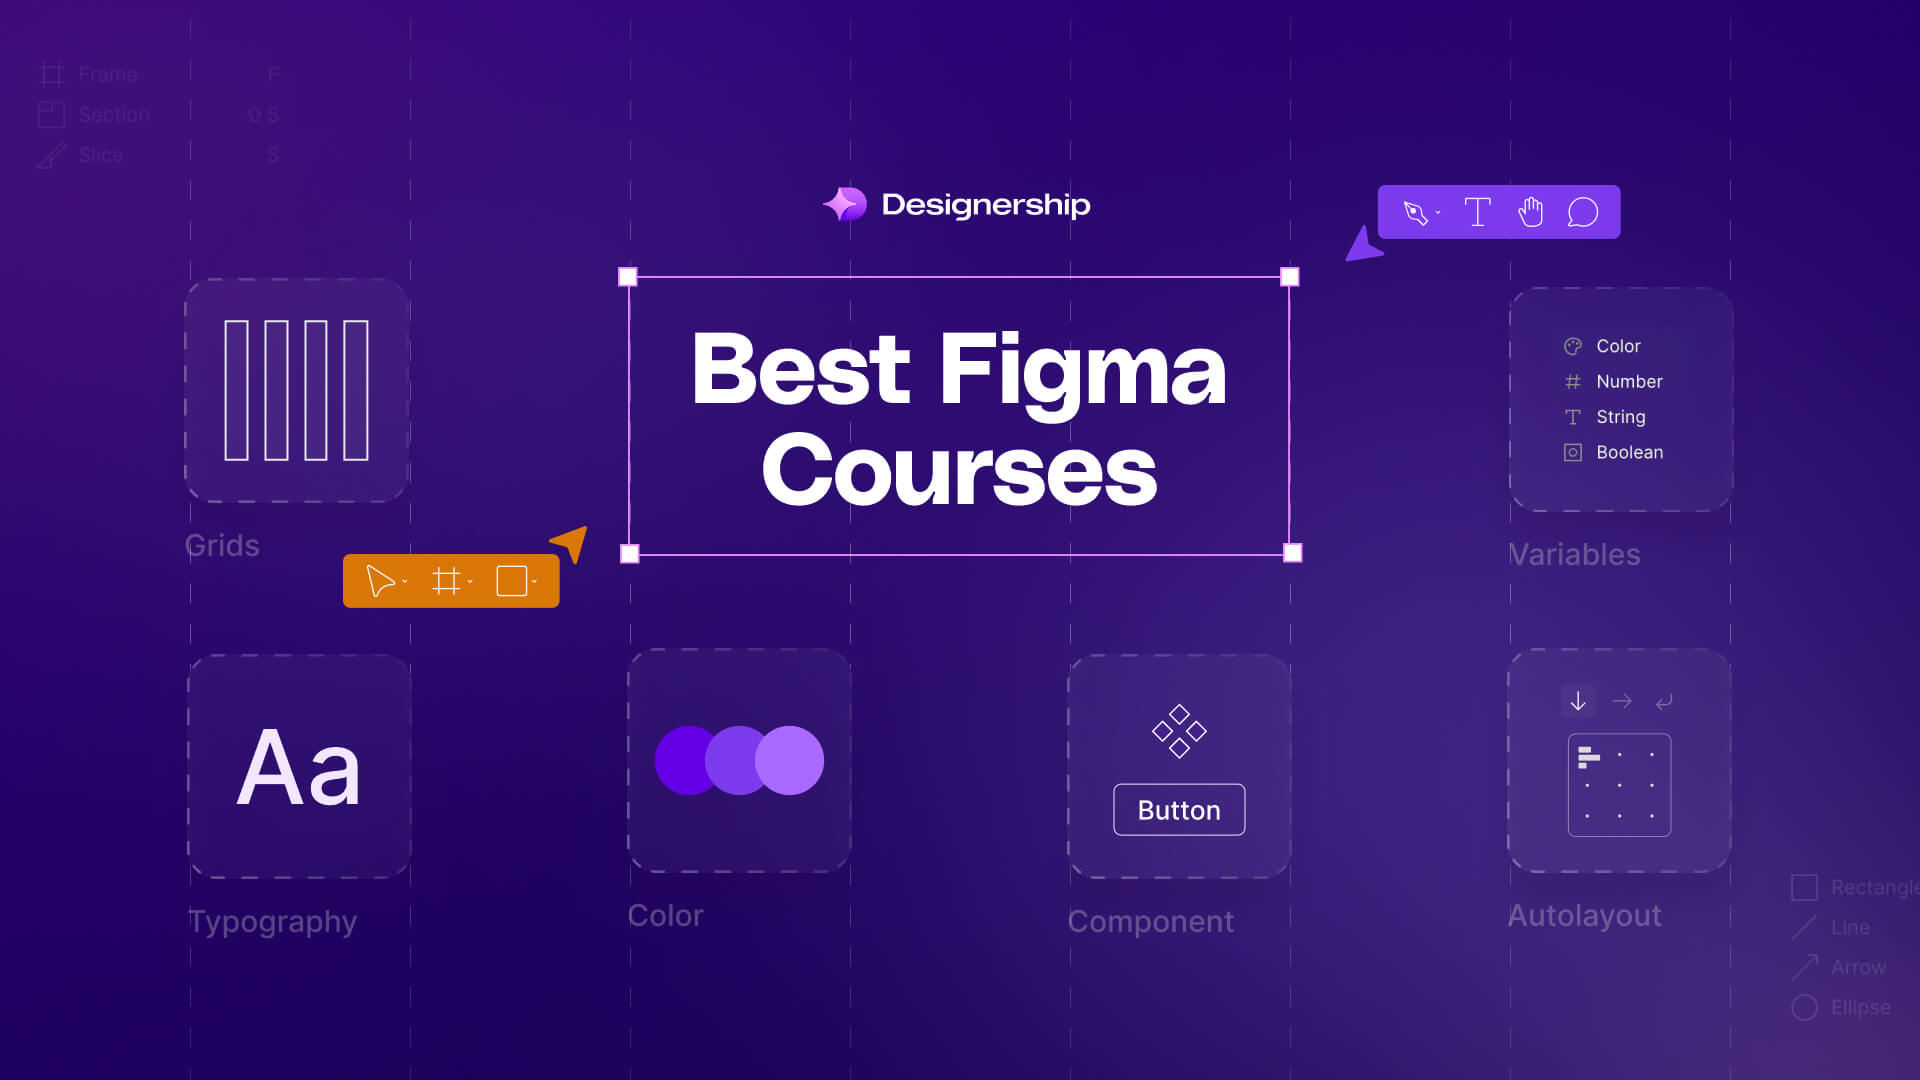 Frame F
Section ⇧ S
Slice S
Designership
Best Figma
Courses
Grids
Color
Number
String
Boolean
Variables
Aa
Typography
Color
Button
Component
Autolayout
Rectangle
Line
Arrow
Ellipse